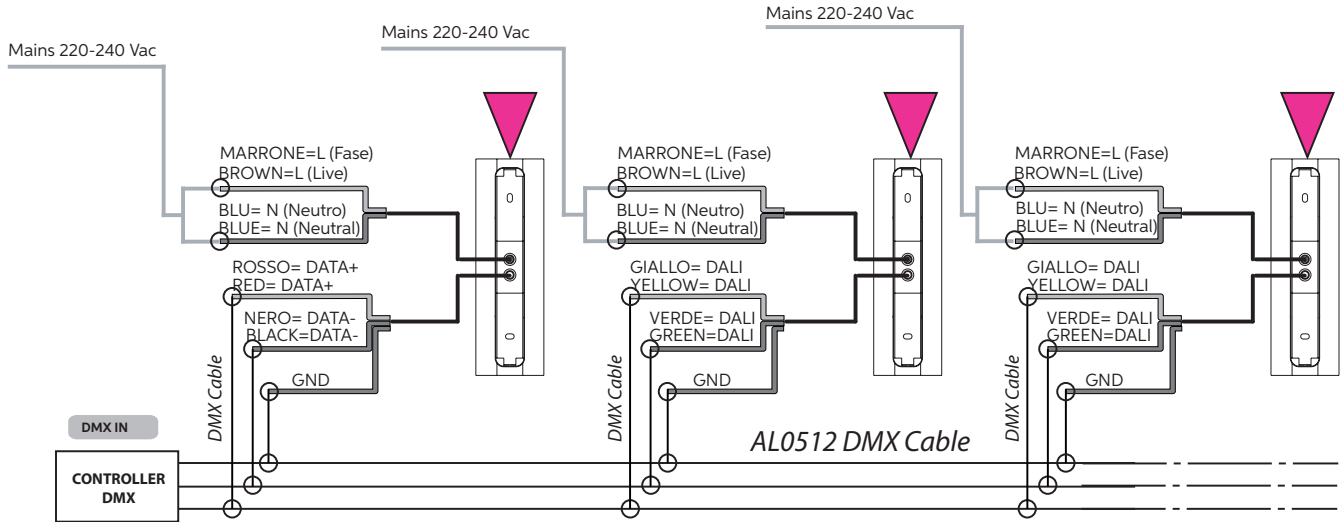 Mains 220-240 Vac
Mains 220-240 Vac
Mains 220-240 Vac
MARRONE=L (Fase)
BROWN=L (Live)
BLU= N (Neutro)
BLUE= N (Neutral)
ROSSO= DATA+
RED= DATA+
NERO= DATA-
BLACK=DATA-
GND
DMX Cable
MARRONE=L (Fase)
BROWN=L (Live)
BLU= N (Neutro)
BLUE= N (Neutral)
GIALLO= DALI
YELLOW= DALI
VERDE= DALI
GREEN=DALI
GND
DMX Cable
MARRONE=L (Fase)
BROWN=L (Live)
BLU= N (Neutro)
BLUE= N (Neutral)
GIALLO= DALI
YELLOW= DALI
VERDE= DALI
GREEN=DALI
GND
DMX Cable
AL0512 DMX Cable
DMX IN
CONTROLLER
DMX